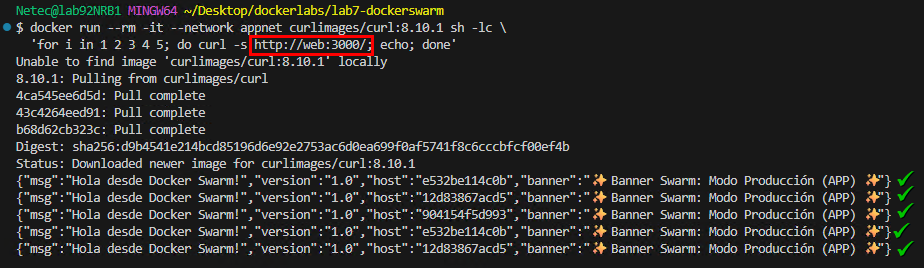 Netec@lab92NRB1 MINGW64 ~/Desktop/dockerlabs/lab7-dockerswarm
$ docker run --rm -it --network appnet curlimages/curl:8.10.1 sh -lc \
'for i in 1 2 3 4 5; do curl -s http://web:3000/; echo; done'
Unable to find image 'curlimages/curl:8.10.1' locally
8.10.1: Pulling from curlimages/curl
4ca545ee6d5d: Pull complete
43c4264eed91: Pull complete
b68d62cb323c: Pull complete
Digest: sha256:d9b4541e214bcd85196d6e92e2753ac6d0ea699f0af5741f8c6cccbfcf00ef4b
Status: Downloaded newer image for curlimages/curl:8.10.1
{"msg":"Hola desde Docker Swarm!","version":"1.0","host":"e532be114c0b","banner":"✨ Banner Swarm: Modo Producción (APP) ✨"} ✓
{"msg":"Hola desde Docker Swarm!","version":"1.0","host":"12d83867acd5","banner":"✨ Banner Swarm: Modo Producción (APP) ✨"} ✓
{"msg":"Hola desde Docker Swarm!","version":"1.0","host":"904154f5d993","banner":"✨ Banner Swarm: Modo Producción (APP) ✨"} ✓
{"msg":"Hola desde Docker Swarm!","version":"1.0","host":"e532be114c0b","banner":"✨ Banner Swarm: Modo Producción (APP) ✨"} ✓
{"msg":"Hola desde Docker Swarm!","version":"1.0","host":"12d83867acd5","banner":"✨ Banner Swarm: Modo Producción (APP) ✨"} ✓